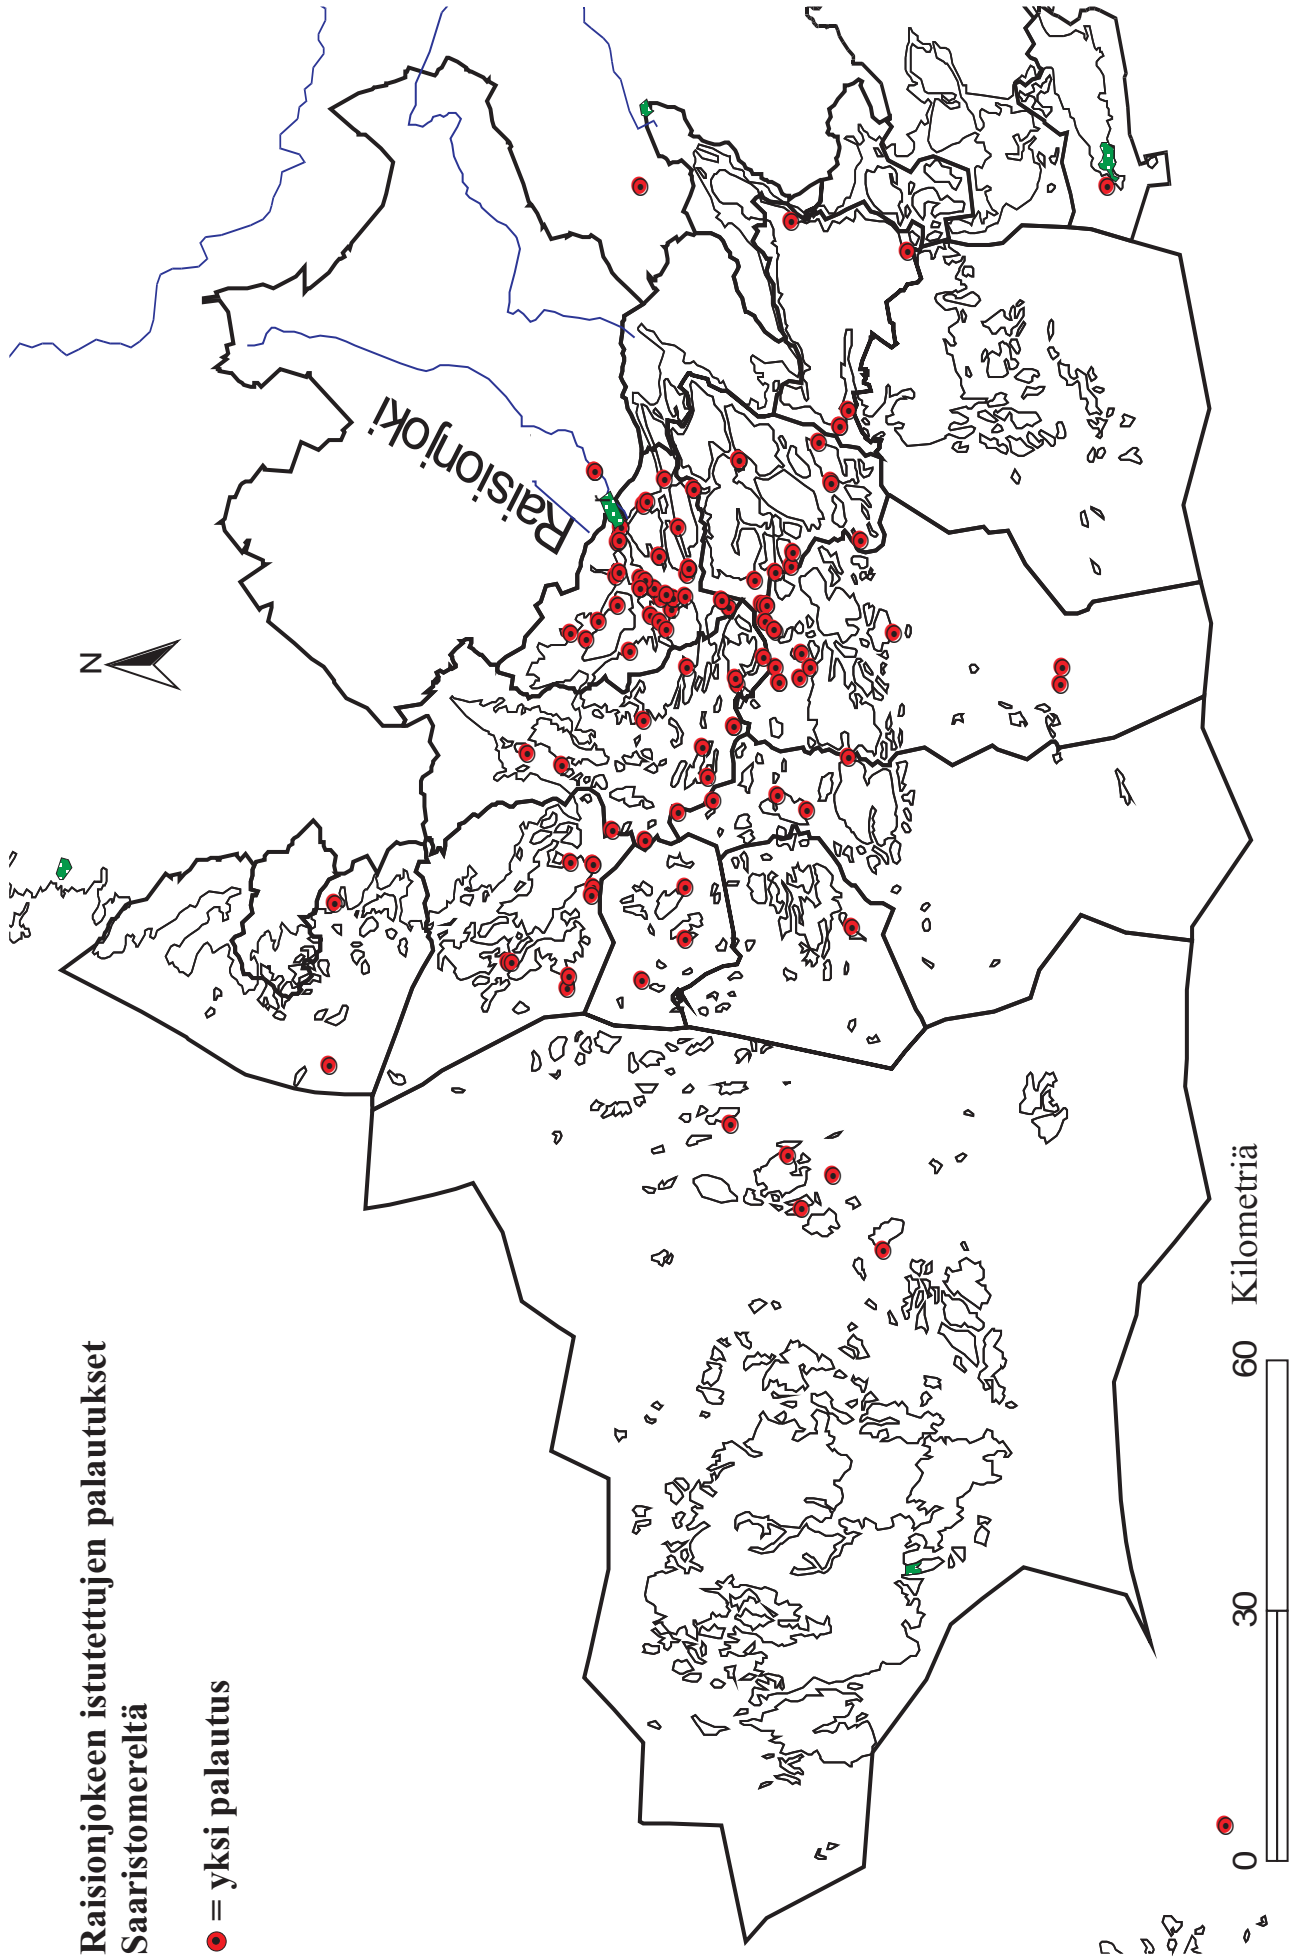 Raisionjokeen istutettujen palautukset
Saaristomereltä
= yksi palautus
N
Raisionjoki
0 30 60 Kilometriä